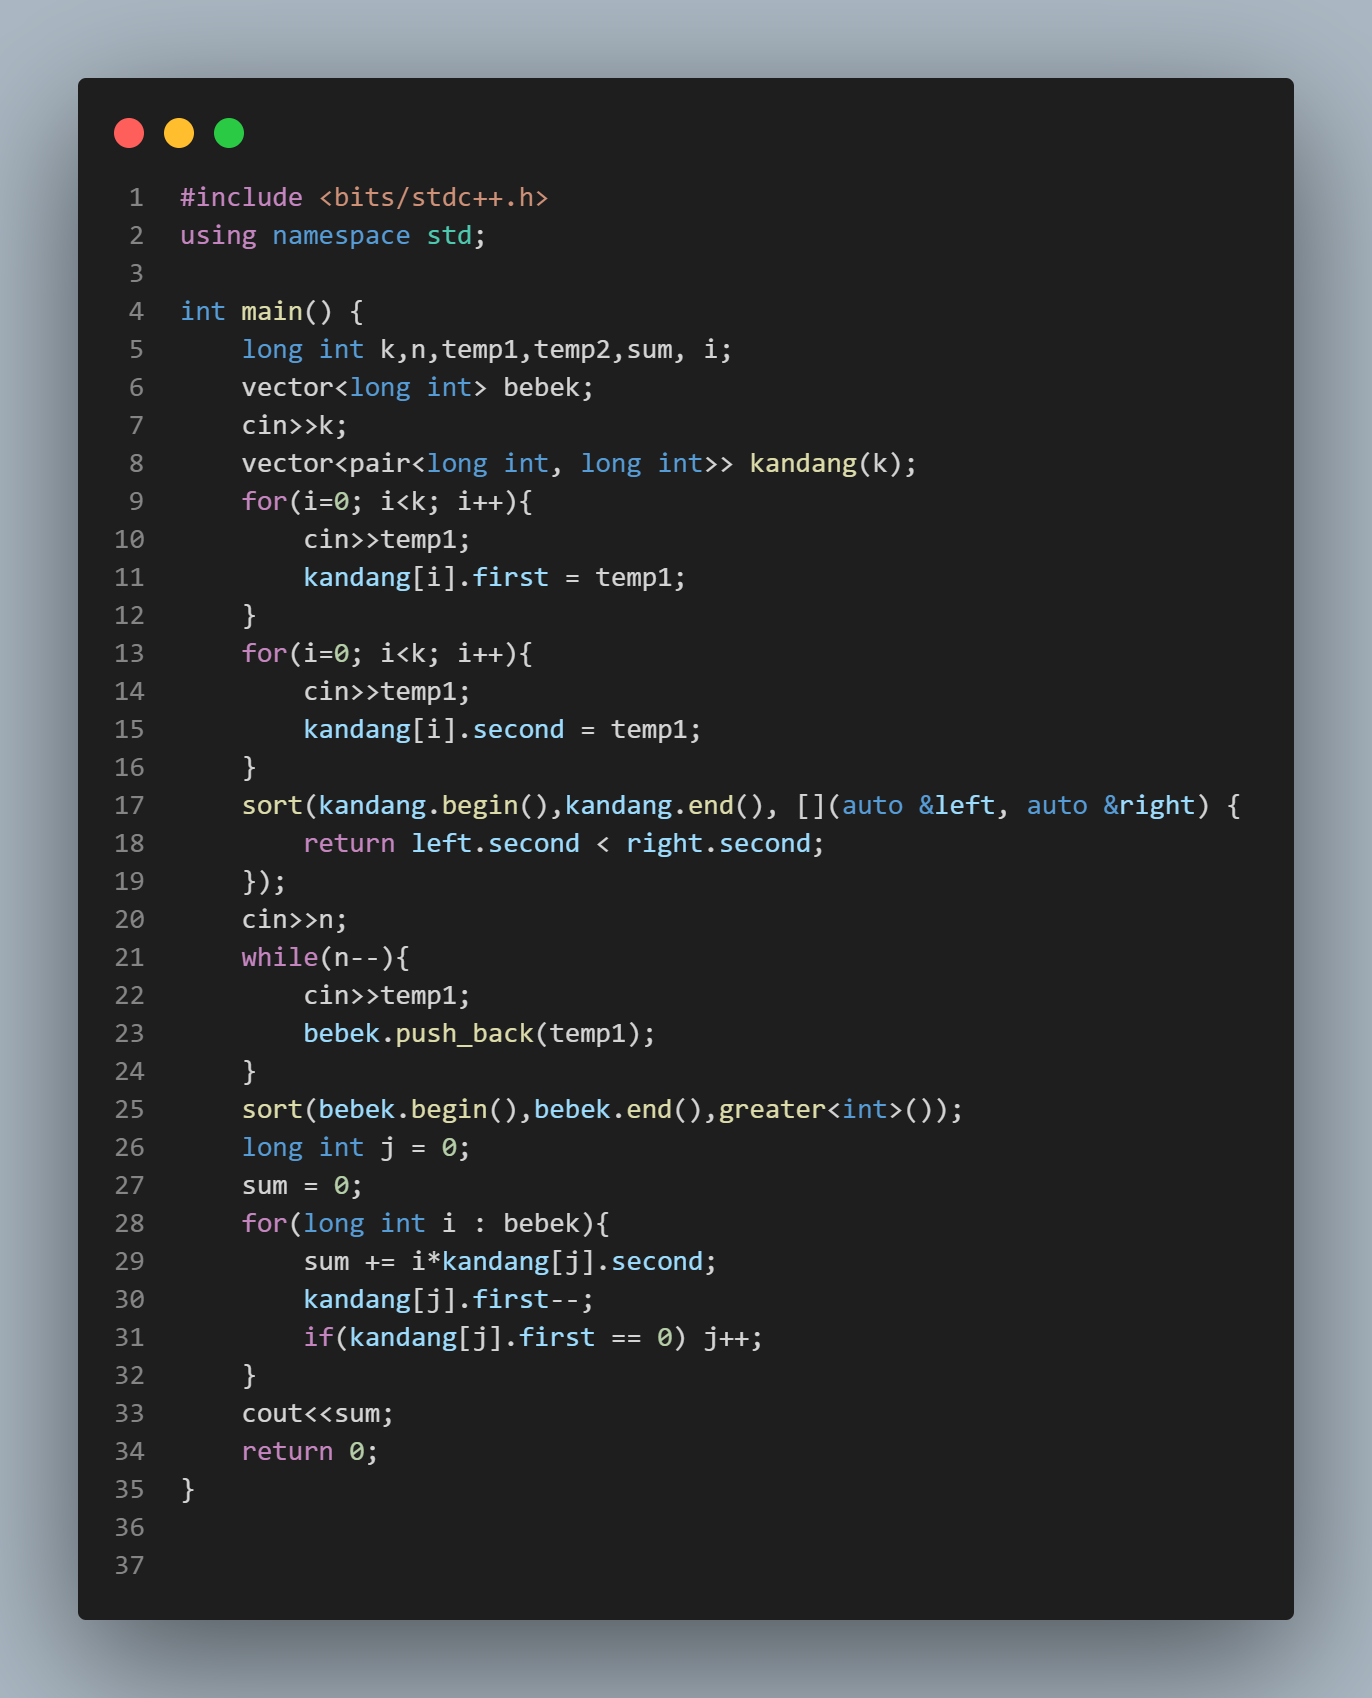 1 #include <bits/stdc++.h>
2 using namespace std;
3
4 int main() {
5     long int k,n,temp1,temp2,sum, i;
6     vector<long int> bebek;
7     cin>>k;
8     vector<pair<long int, long int>> kandang(k);
9     for(i=0; i<k; i++){
10         cin>>temp1;
11         kandang[i].first = temp1;
12     }
13     for(i=0; i<k; i++){
14         cin>>temp1;
15         kandang[i].second = temp1;
16     }
17     sort(kandang.begin(),kandang.end(), [](auto &left, auto &right) {
18         return left.second < right.second;
19     });
20     cin>>n;
21     while(n--){
22         cin>>temp1;
23         bebek.push_back(temp1);
24     }
25     sort(bebek.begin(),bebek.end(),greater<int>());
26     long int j = 0;
27     sum = 0;
28     for(long int i : bebek){
29         sum += i*kandang[j].second;
30         kandang[j].first--;
31         if(kandang[j].first == 0) j++;
32     }
33     cout<<sum;
34     return 0;
35 }
36
37